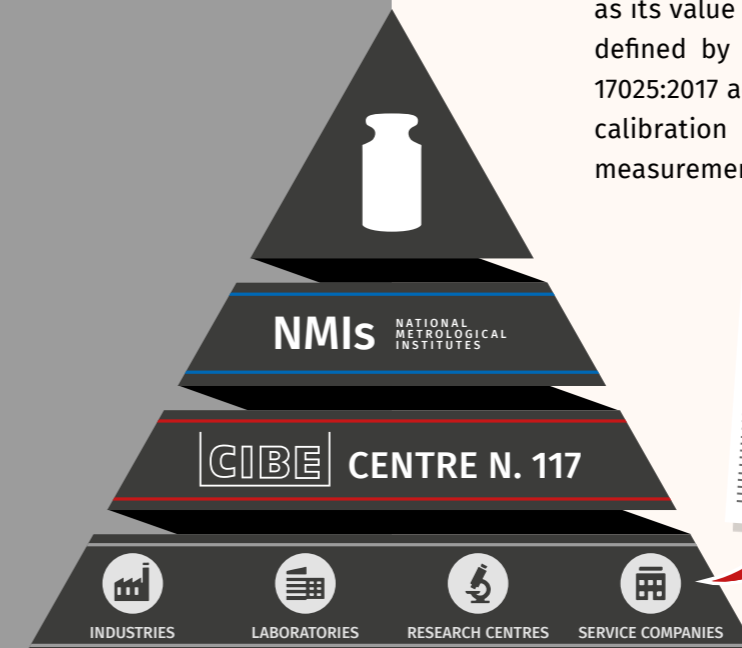 as its value
defined by
17025:2017 a
calibration
NMIs NATIONAL METROLOGICAL INSTITUTES
CIBE CENTRE N. 117
INDUSTRIES LABORATORIES RESEARCH CENTRES SERVICE COMPANIES